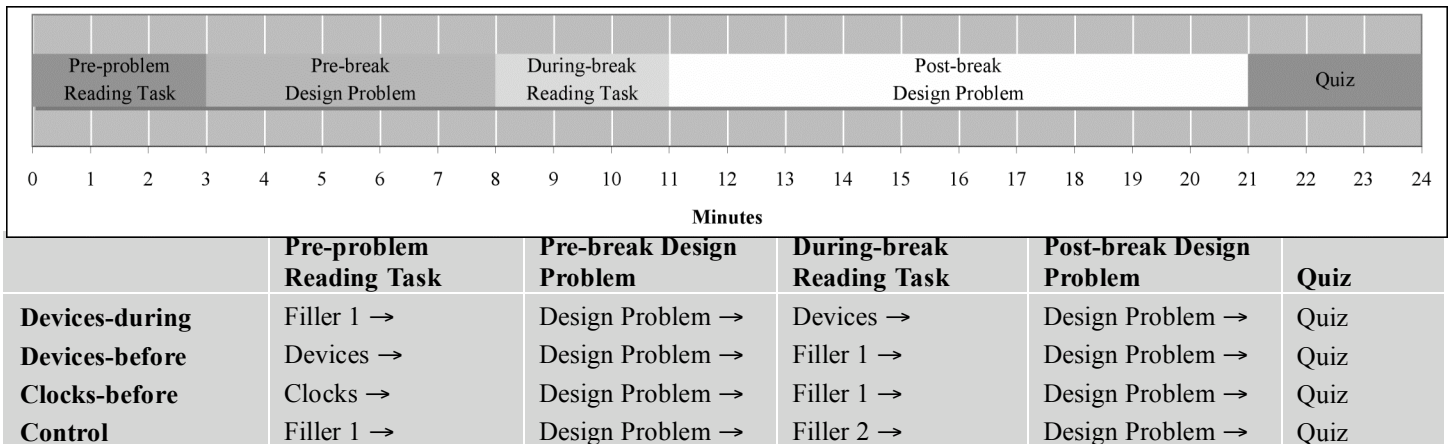 Pre-problem Pre-break During-break Post-break Quiz
Reading Task Design Problem Reading Task Design Problem
0 1 2 3 4 5 6 7 8 9 10 11 12 13 14 15 16 17 18 19 20 21 22 23 24
Minutes
Pre-problem Pre-break Design During-break Post-break Design
Reading Task Problem Reading Task Problem Quiz
Devices-during Filler 1 → Design Problem → Devices → Design Problem → Quiz
Devices-before Devices → Design Problem → Filler 1 → Design Problem → Quiz
Clocks-before Clocks → Design Problem → Filler 1 → Design Problem → Quiz
Control Filler 1 → Design Problem → Filler 2 → Design Problem → Quiz